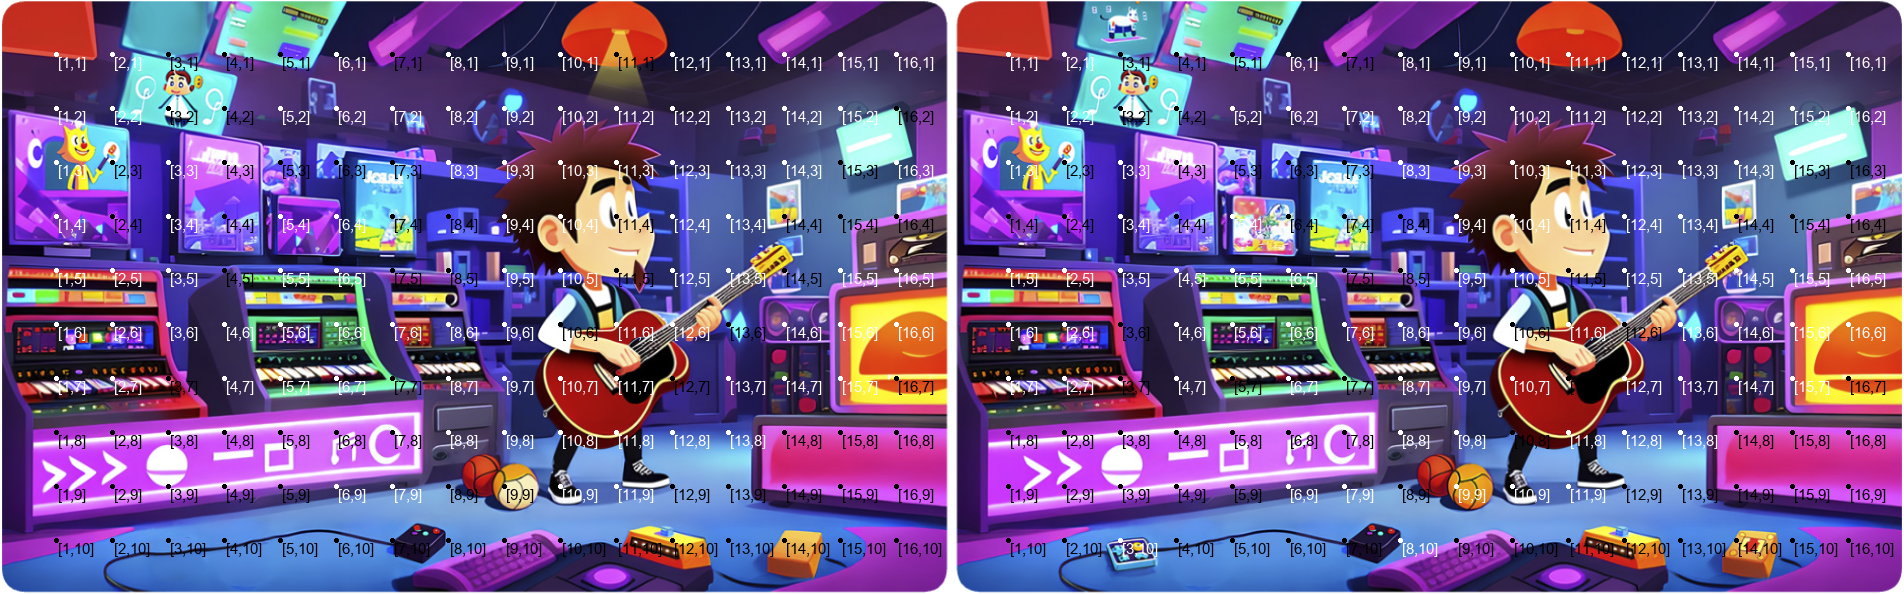 [1,1] [2,1] [3,1] [4,1] [5,1] [6,1] [7,1] [8,1] [9,1] [10,1] [11,1] [12,1] [13,1] [14,1] [15,1] [16,1]
[1,2] [2,2] [3,2] [4,2] [5,2] [6,2] [7,2] [8,2] [9,2] [10,2] [11,2] [12,2] [13,2] [14,2] [15,2] [16,2]
[1,3] [2,3] [3,3] [4,3] [5,3] [6,3] [7,3] [8,3] [9,3] [10,3] [11,3] [12,3] [13,3] [14,3] [15,3] [16,3]
[1,4] [2,4] [3,4] [4,4] [5,4] [6,4] [7,4] [8,4] [9,4] [10,4] [11,4] [12,4] [13,4] [14,4] [15,4] [16,4]
[1,5] [2,5] [3,5] [4,5] [5,5] [6,5] [7,5] [8,5] [9,5] [10,5] [11,5] [12,5] [13,5] [14,5] [15,5] [16,5]
[1,6] [2,6] [3,6] [4,6] [5,6] [6,6] [7,6] [8,6] [9,6] [10,6] [11,6] [12,6] [13,6] [14,6] [15,6] [16,6]
[1,7] [2,7] [3,7] [4,7] [5,7] [6,7] [7,7] [8,7] [9,7] [10,7] [11,7] [12,7] [13,7] [14,7] [15,7] [16,7]
[1,8] [2,8] [3,8] [4,8] [5,8] [6,8] [7,8] [8,8] [9,8] [10,8] [11,8] [12,8] [13,8] [14,8] [15,8] [16,8]
[1,9] [2,9] [3,9] [4,9] [5,9] [6,9] [7,9] [8,9] [9,9] [10,9] [11,9] [12,9] [13,9] [14,9] [15,9] [16,9]
[1,10] [2,10] [3,10] [4,10] [5,10] [6,10] [7,10] [8,10] [9,10] [10,10] [11,10] [12,10] [13,10] [14,10] [15,10] [16,10]
[1,1] [2,1] [3,1] [4,1] [5,1] [6,1] [7,1] [8,1] [9,1] [10,1] [11,1] [12,1] [13,1] [14,1] [15,1] [16,1]
[1,2] [2,2] [3,2] [4,2] [5,2] [6,2] [7,2] [8,2] [9,2] [10,2] [11,2] [12,2] [13,2] [14,2] [15,2] [16,2]
[1,3] [2,3] [3,3] [4,3] [5,3] [6,3] [7,3] [8,3] [9,3] [10,3] [11,3] [12,3] [13,3] [14,3] [15,3] [16,3]
[1,4] [2,4] [3,4] [4,4] [5,4] [6,4] [7,4] [8,4] [9,4] [10,4] [11,4] [12,4] [13,4] [14,4] [15,4] [16,4]
[1,5] [2,5] [3,5] [4,5] [5,5] [6,5] [7,5] [8,5] [9,5] [10,5] [11,5] [12,5] [13,5] [14,5] [15,5] [16,5]
[1,6] [2,6] [3,6] [4,6] [5,6] [6,6] [7,6] [8,6] [9,6] [10,6] [11,6] [12,6] [13,6] [14,6] [15,6] [16,6]
[1,7] [2,7] [3,7] [4,7] [5,7] [6,7] [7,7] [8,7] [9,7] [10,7] [12,7] [13,7] [14,7] [15,7] [16,7]
[1,8] [2,8] [3,8] [4,8] [5,8] [6,8] [7,8] [8,8] [9,8] [10,8] [11,8] [12,8] [13,8] [14,8] [15,8] [16,8]
[1,9] [2,9] [3,9] [4,9] [5,9] [6,9] [7,9] [8,9] [9,9] [10,9] [11,9] [12,9] [13,9] [14,9] [15,9] [16,9]
[1,10] [2,10] [3,10] [4,10] [5,10] [6,10] [7,10] [8,10] [9,10] [10,10] [11,10] [12,10] [13,10] [14,10] [15,10] [16,10]